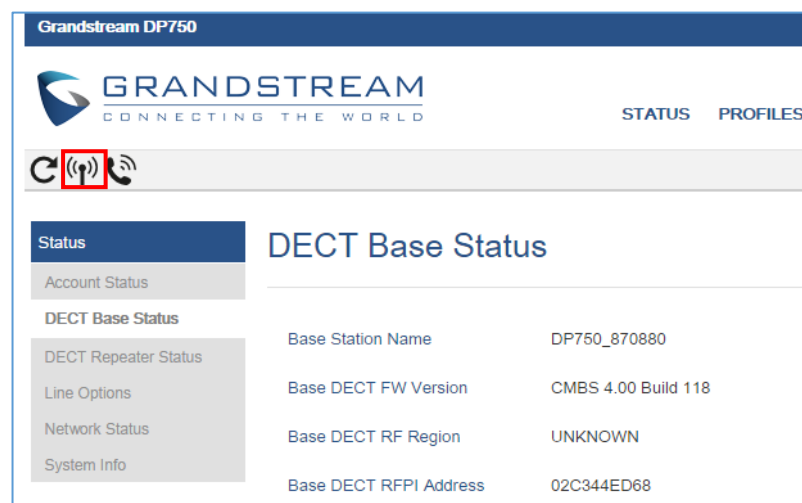 Grandstream DP750
GRANDSTREAM
CONNECTING THE WORLD
STATUS PROFILES
Status
Account Status
DECT Base Status
DECT Repeater Status
Line Options
Network Status
System Info
DECT Base Status
Base Station Name DP750_870880
Base DECT FW Version CMBS 4.00 Build 118
Base DECT RF Region UNKNOWN
Base DECT RFPI Address 02C344ED68